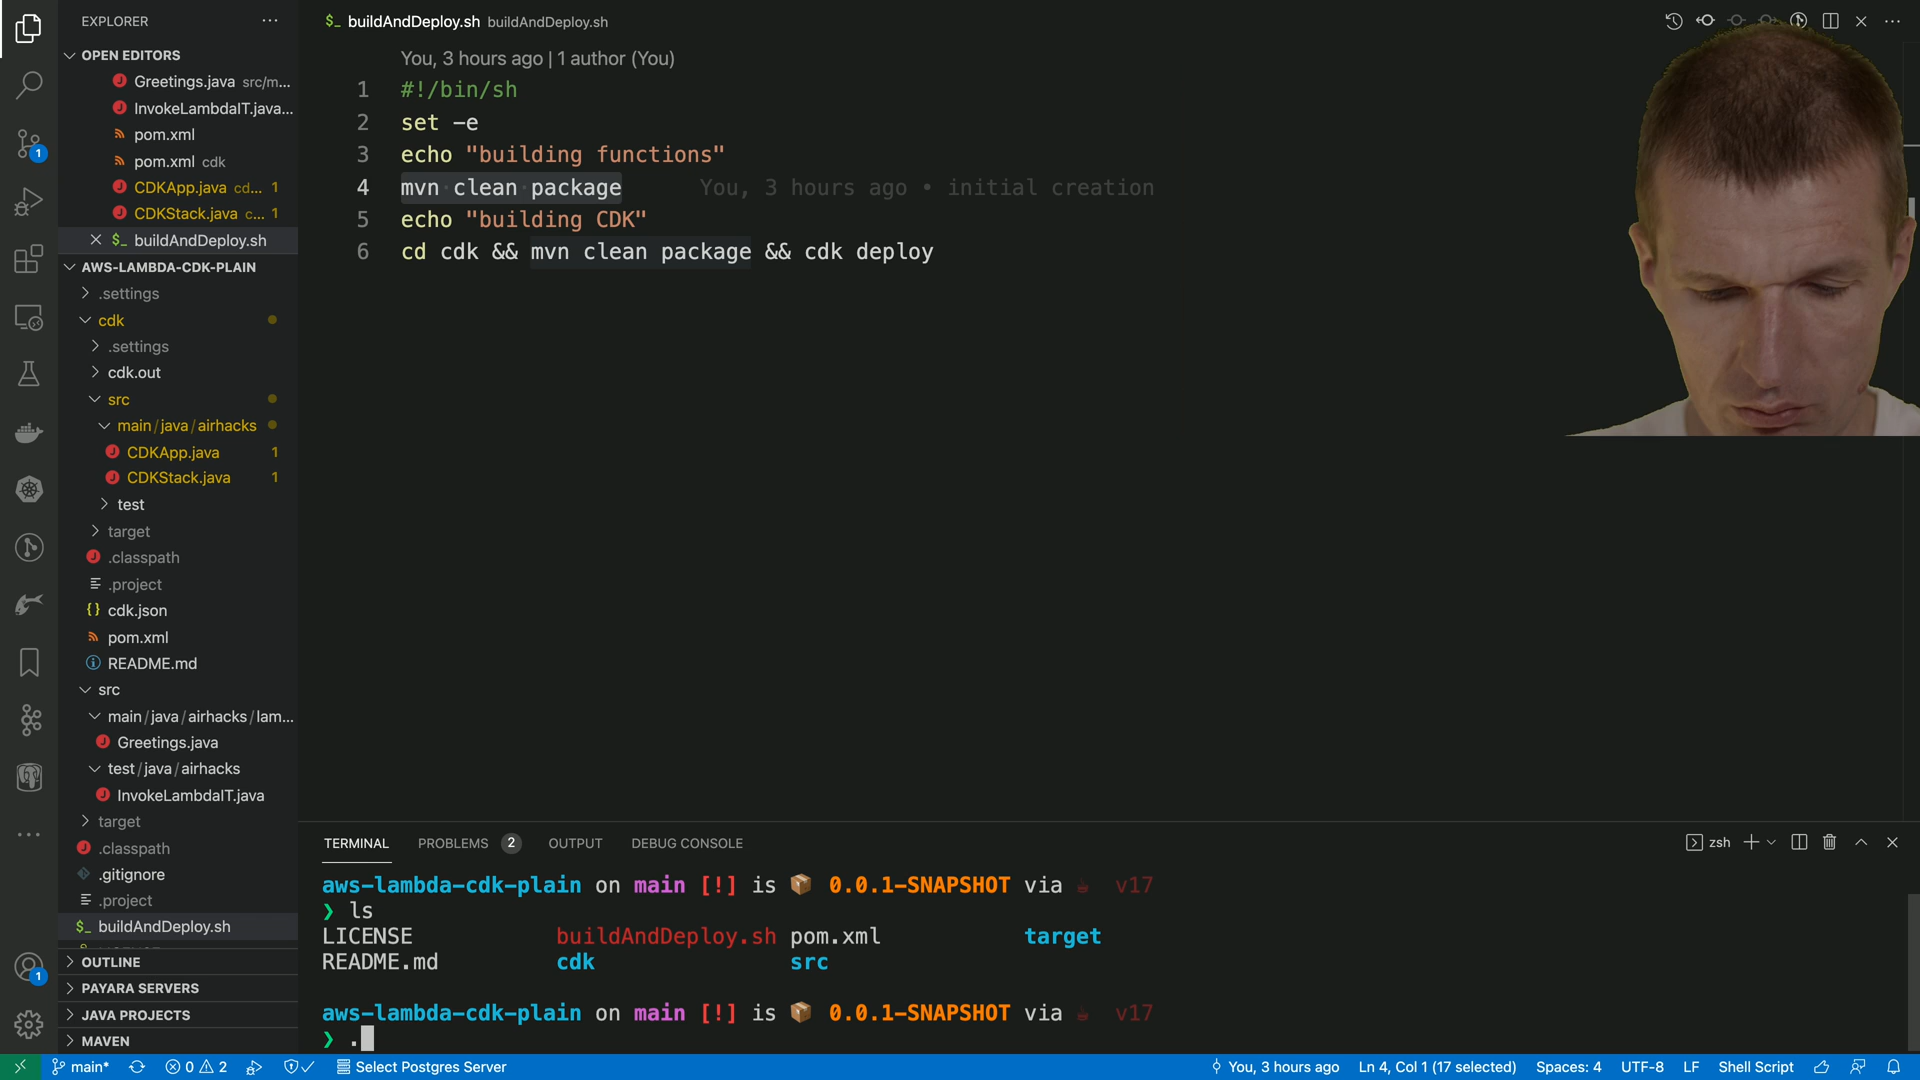 EXPLORER
OPEN EDITORS
Greetings.java src/m...
InvokeLambdaIT.java...
pom.xml
pom.xml cdk
CDKApp.java cd... 1
CDKStack.java c... 1
$_ buildAndDeploy.sh
AWS-LAMBDA-CDK-PLAIN
.settings
cdk
.settings
cdk.out
src
main/java/airhacks
CDKApp.java 1
CDKStack.java 1
test
target
.classpath
.project
{} cdk.json
pom.xml
README.md
src
main/java/airhacks/lam...
Greetings.java
test/java/airhacks
InvokeLambdaIT.java
target
.classpath
.gitignore
.project
$_ buildAndDeploy.sh
OUTLINE
PAYARA SERVERS
JAVA PROJECTS
MAVEN
1
1
$_ buildAndDeploy.sh buildAndDeploy.sh
You, 3 hours ago | 1 author (You)
1 #!/bin/sh
2 set -e
3 echo "building functions"
4 mvn clean package You, 3 hours ago • initial creation
5 echo "building CDK"
6 cd cdk && mvn clean package && cdk deploy
TERMINAL PROBLEMS 2 OUTPUT DEBUG CONSOLE zsh
aws-lambda-cdk-plain on main [!] is 📦 0.0.1-SNAPSHOT via ☕ v17
❯ ls
LICENSE buildAndDeploy.sh pom.xml target
README.md cdk src
aws-lambda-cdk-plain on main [!] is 📦 0.0.1-SNAPSHOT via ☕ v17
❯ .
main* 0 2 Select Postgres Server You, 3 hours ago Ln 4, Col 1 (17 selected) Spaces: 4 UTF-8 LF Shell Script